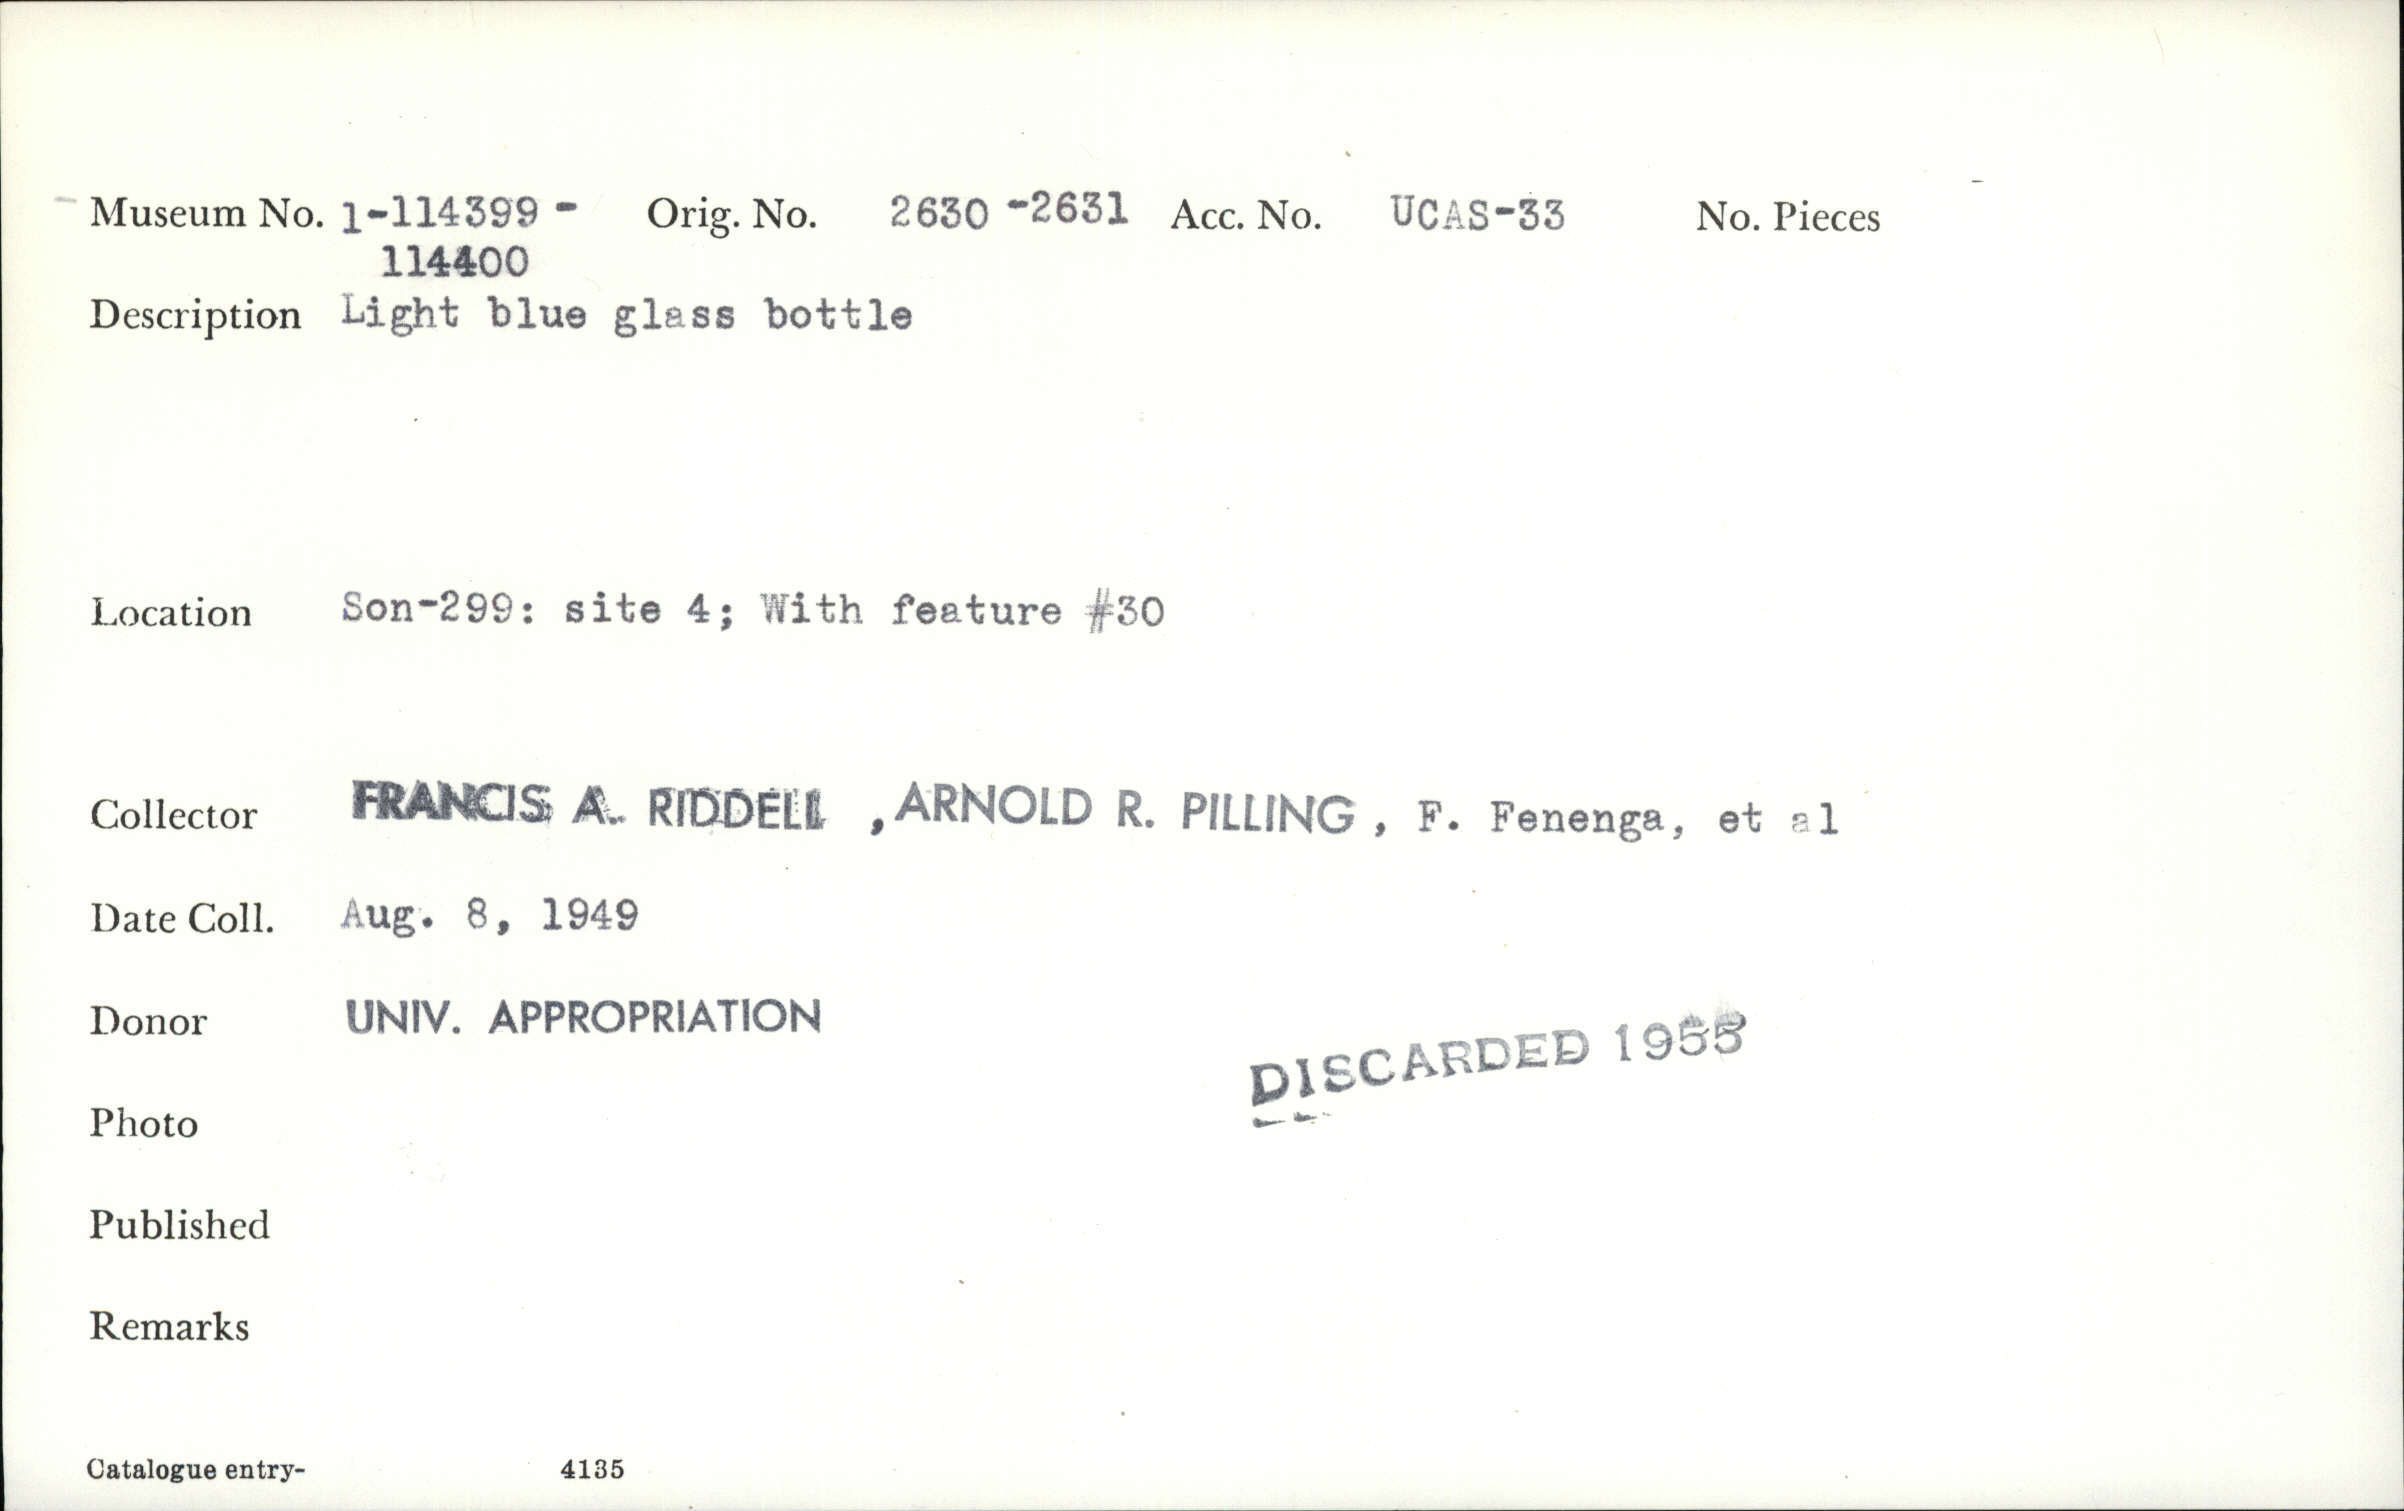 Museum No. 1-114399 - Orig. No. 2630 -2631 Acc. No. UCAS-33 No. Pieces
114400
Description Light blue glass bottle
Location Son-299: site 4; With feature #30
Collector FRANCIS A. RIDDELL , ARNOLD R. PILLING , F. Fenenga, et al
Date Coll. Aug. 8, 1949
Donor UNIV. APPROPRIATION
DISCARDED 1955
Photo
Published
Remarks
Catalogue entry- 4135